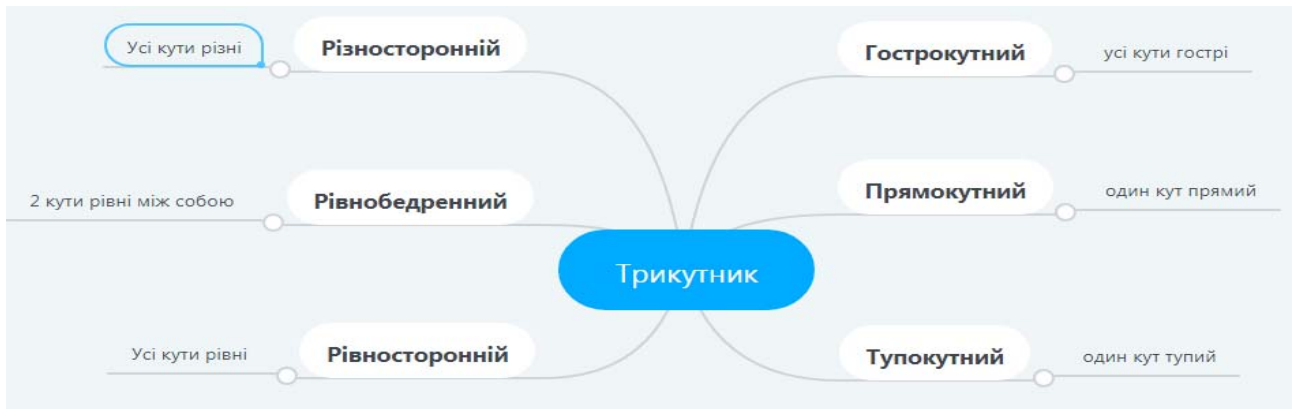 Усі кути різні
Різносторонній
Гострокутний
усі кути гострі
2 кути рівні між собою
Рівнобедренний
Прямокутний
один кут прямий
Трикутник
Усі кути рівні
Рівносторонній
Тупокутний
один кут тупий